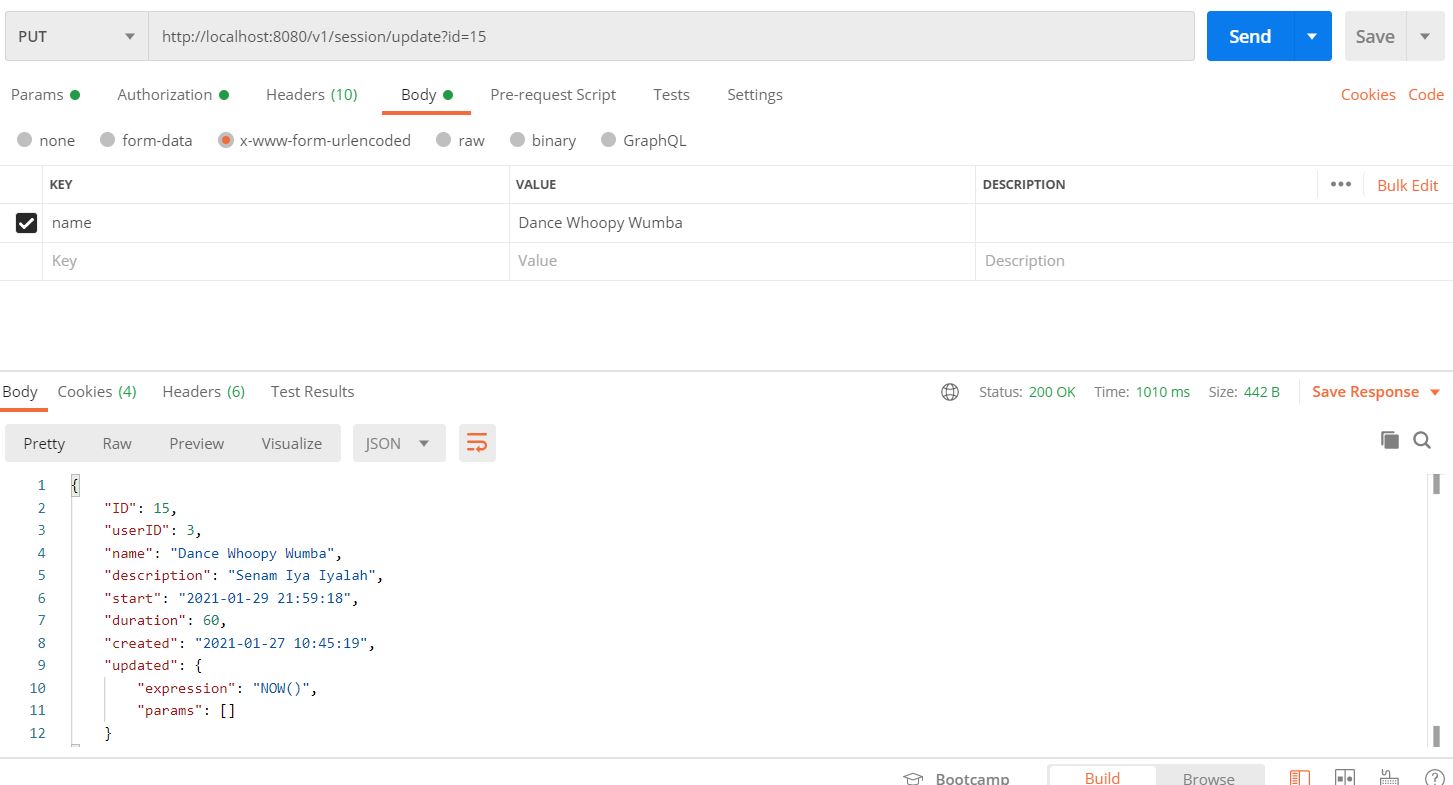 PUT http://localhost:8080/v1/session/update?id=15 Send Save
Params Authorization Headers (10) Body Pre-request Script Tests Settings Cookies Code
none form-data x-www-form-urlencoded raw binary GraphQL
KEY VALUE DESCRIPTION ••• Bulk Edit
name Dance Whoopy Wumba
Key Value Description
Body Cookies (4) Headers (6) Test Results Status: 200 OK Time: 1010 ms Size: 442 B Save Response
Pretty Raw Preview Visualize JSON
1 {
2 "ID": 15,
3 "userID": 3,
4 "name": "Dance Whoopy Wumba",
5 "description": "Senam Iya Iyalah",
6 "start": "2021-01-29 21:59:18",
7 "duration": 60,
8 "created": "2021-01-27 10:45:19",
9 "updated": {
10 "expression": "NOW()",
11 "params": []
12 }
Bootcamp Build Browse ?